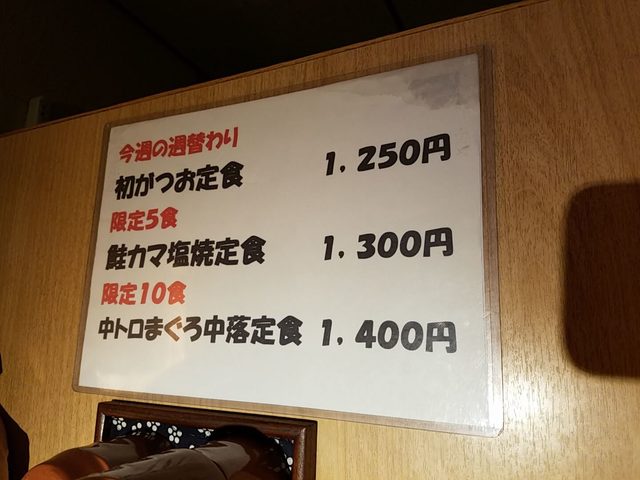 今週の週替わり
初かつお定食 1,250円
限定5食
鮭カマ塩焼定食 1,300円
限定10食
中トロまぐろ中落定食 1,400円